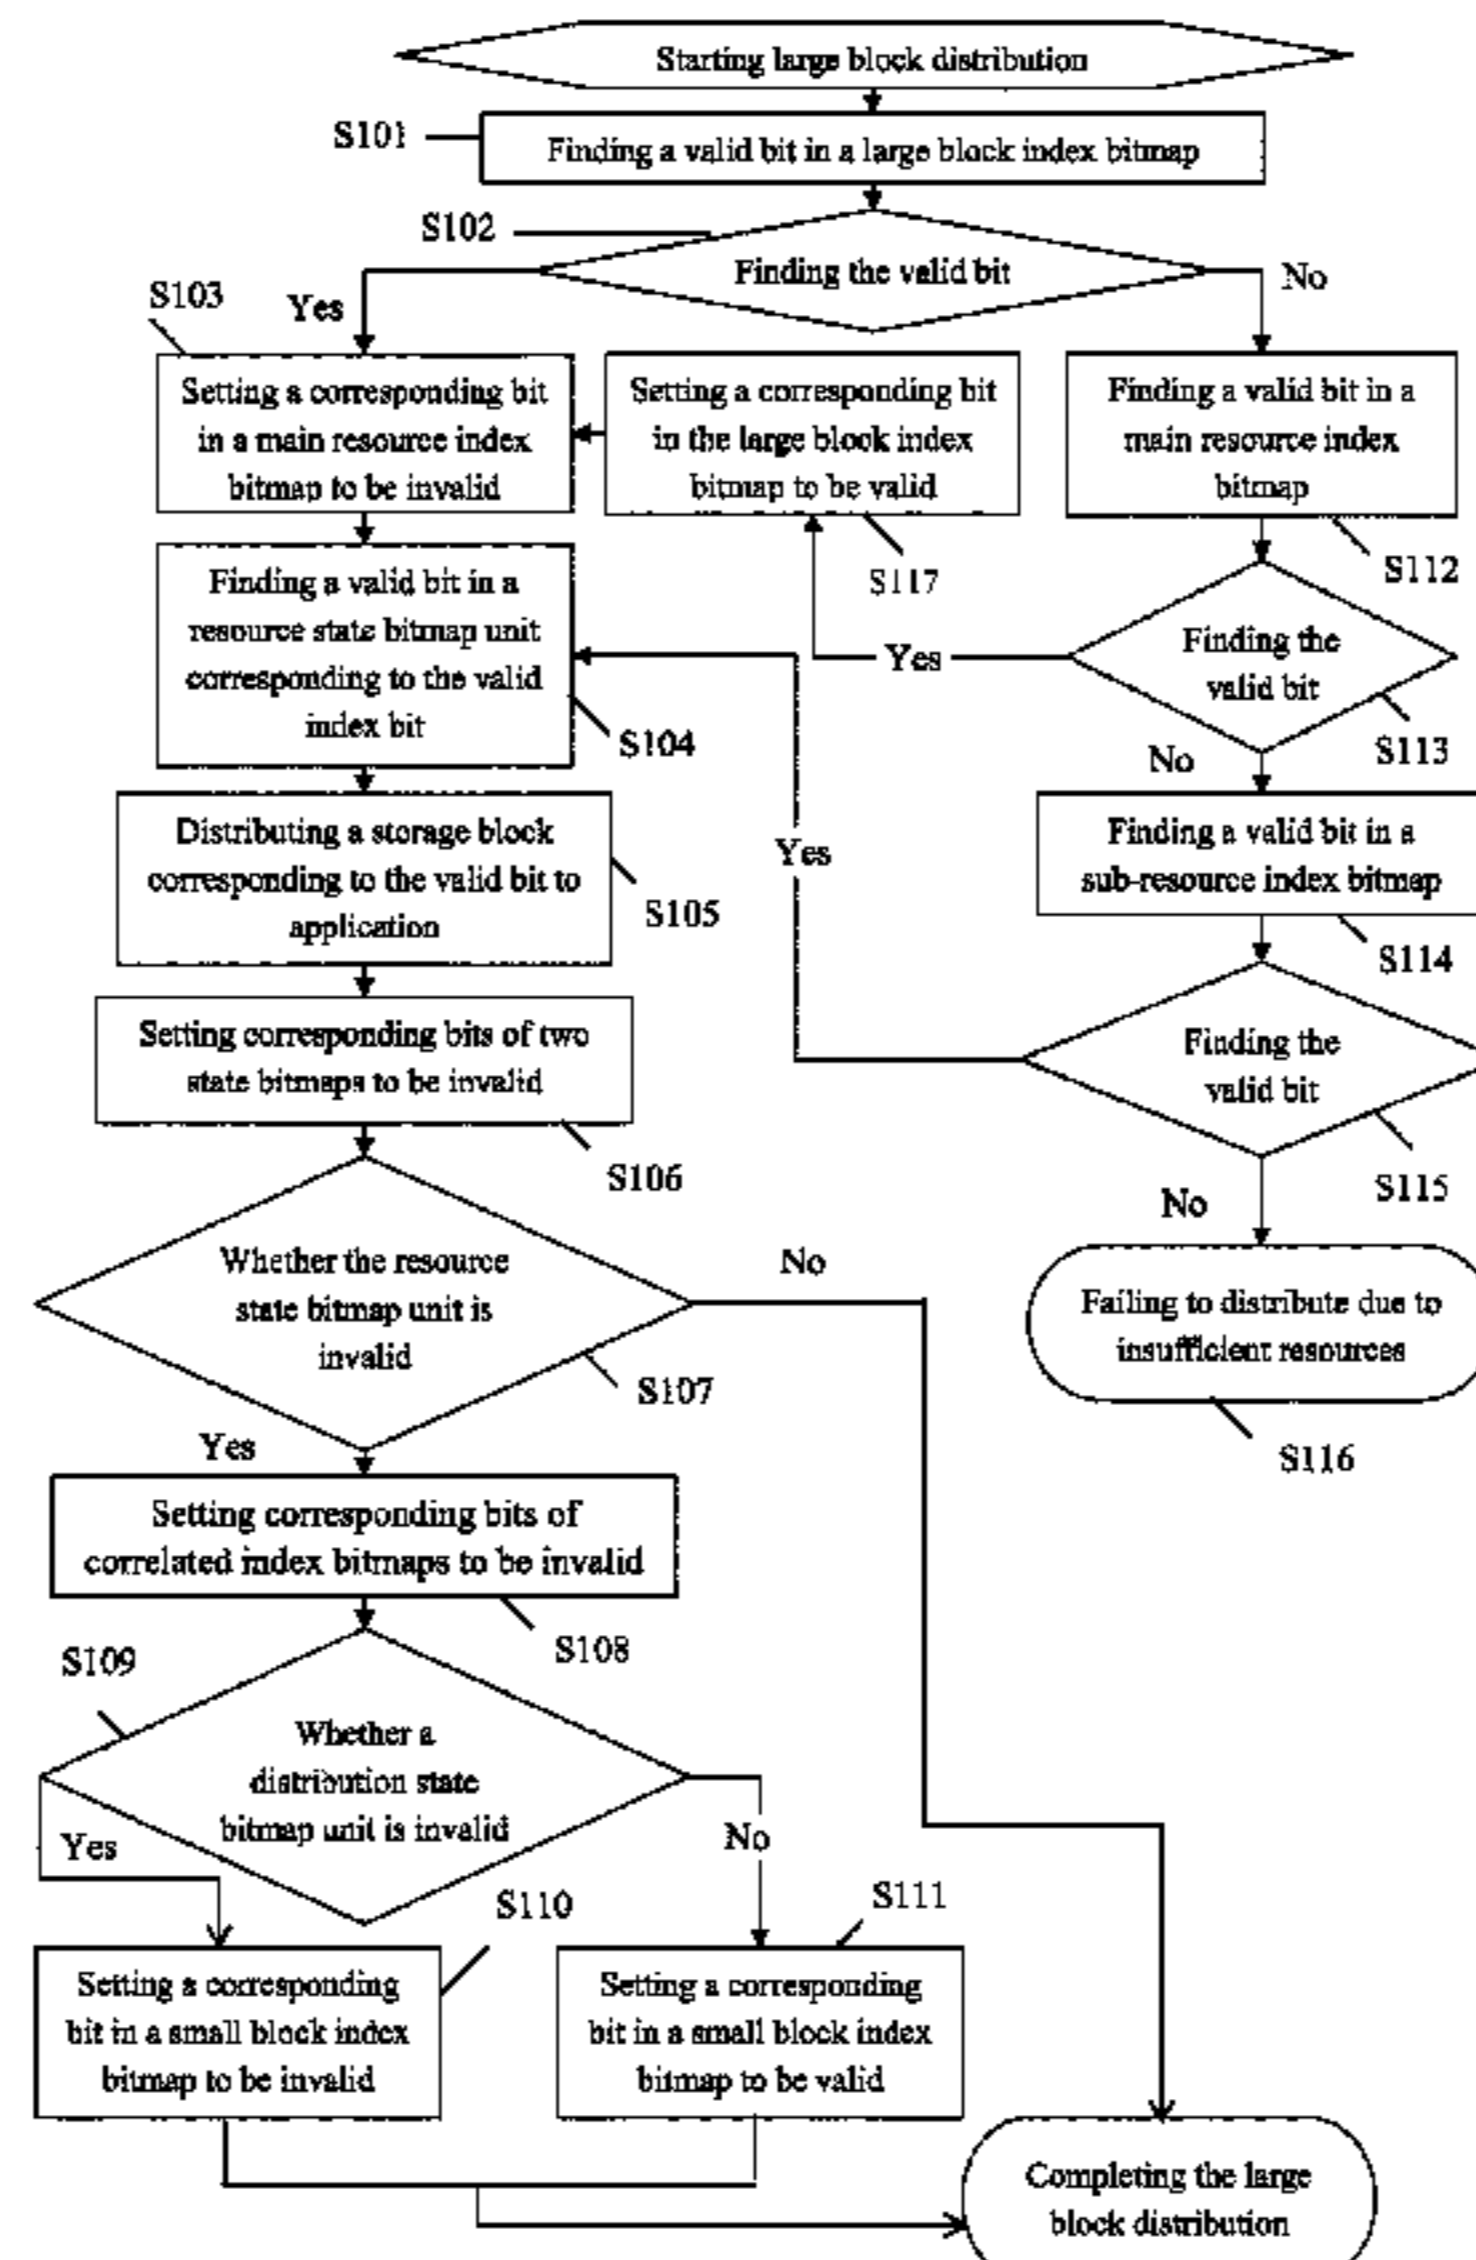 Starting large block distribution
S101
Finding a valid bit in a large block index bitmap
S102
Finding the valid bit
S103
Yes
No
Setting a corresponding bit
in a main resource index
bitmap to be invalid
Setting a corresponding bit
in the large block index
bitmap to be valid
Finding a valid bit in a
main resource index
bitmap
S117
S112
Finding a valid bit in a
resource state bitmap unit
corresponding to the valid
index bit
S104
Yes
Finding the
valid bit
S113
No
Distributing a storage block
corresponding to the valid bit to
application
S105
Yes
Finding a valid bit in a
sub-resource index bitmap
S114
Setting corresponding bits of two
state bitmaps to be invalid
S106
Finding the
valid bit
S115
No
Whether the resource
state bitmap unit is
invalid
No
S107
Yes
Failing to distribute due to
insufficient resources
S116
Setting corresponding bits of
correlated index bitmaps to be invalid
S108
S109
Whether a
distribution state
bitmap unit is invalid
Yes
No
S110
S111
Setting a corresponding
bit in a small block index
bitmap to be invalid
Setting a corresponding
bit in a small block index
bitmap to be valid
Completing the large
block distribution